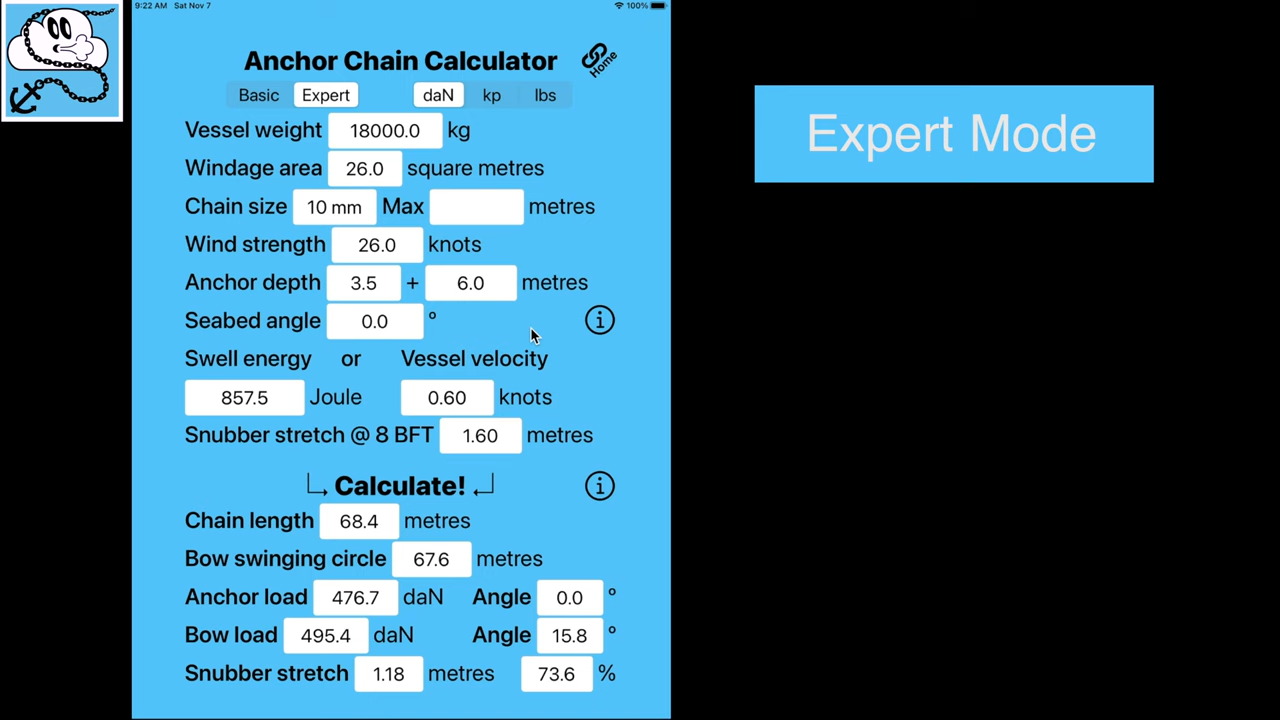 9:22 AM Sat Nov 7
100%
Anchor Chain Calculator
Home
Basic Expert daN kp lbs
Vessel weight 18000.0 kg
Windage area 26.0 square metres
Chain size 10 mm Max metres
Wind strength 26.0 knots
Anchor depth 3.5 + 6.0 metres
Seabed angle 0.0 °
Swell energy or Vessel velocity
857.5 Joule 0.60 knots
Snubber stretch @ 8 BFT 1.60 metres
Calculate!
Chain length 68.4 metres
Bow swinging circle 67.6 metres
Anchor load 476.7 daN Angle 0.0 °
Bow load 495.4 daN Angle 15.8 °
Snubber stretch 1.18 metres 73.6 %
Expert Mode